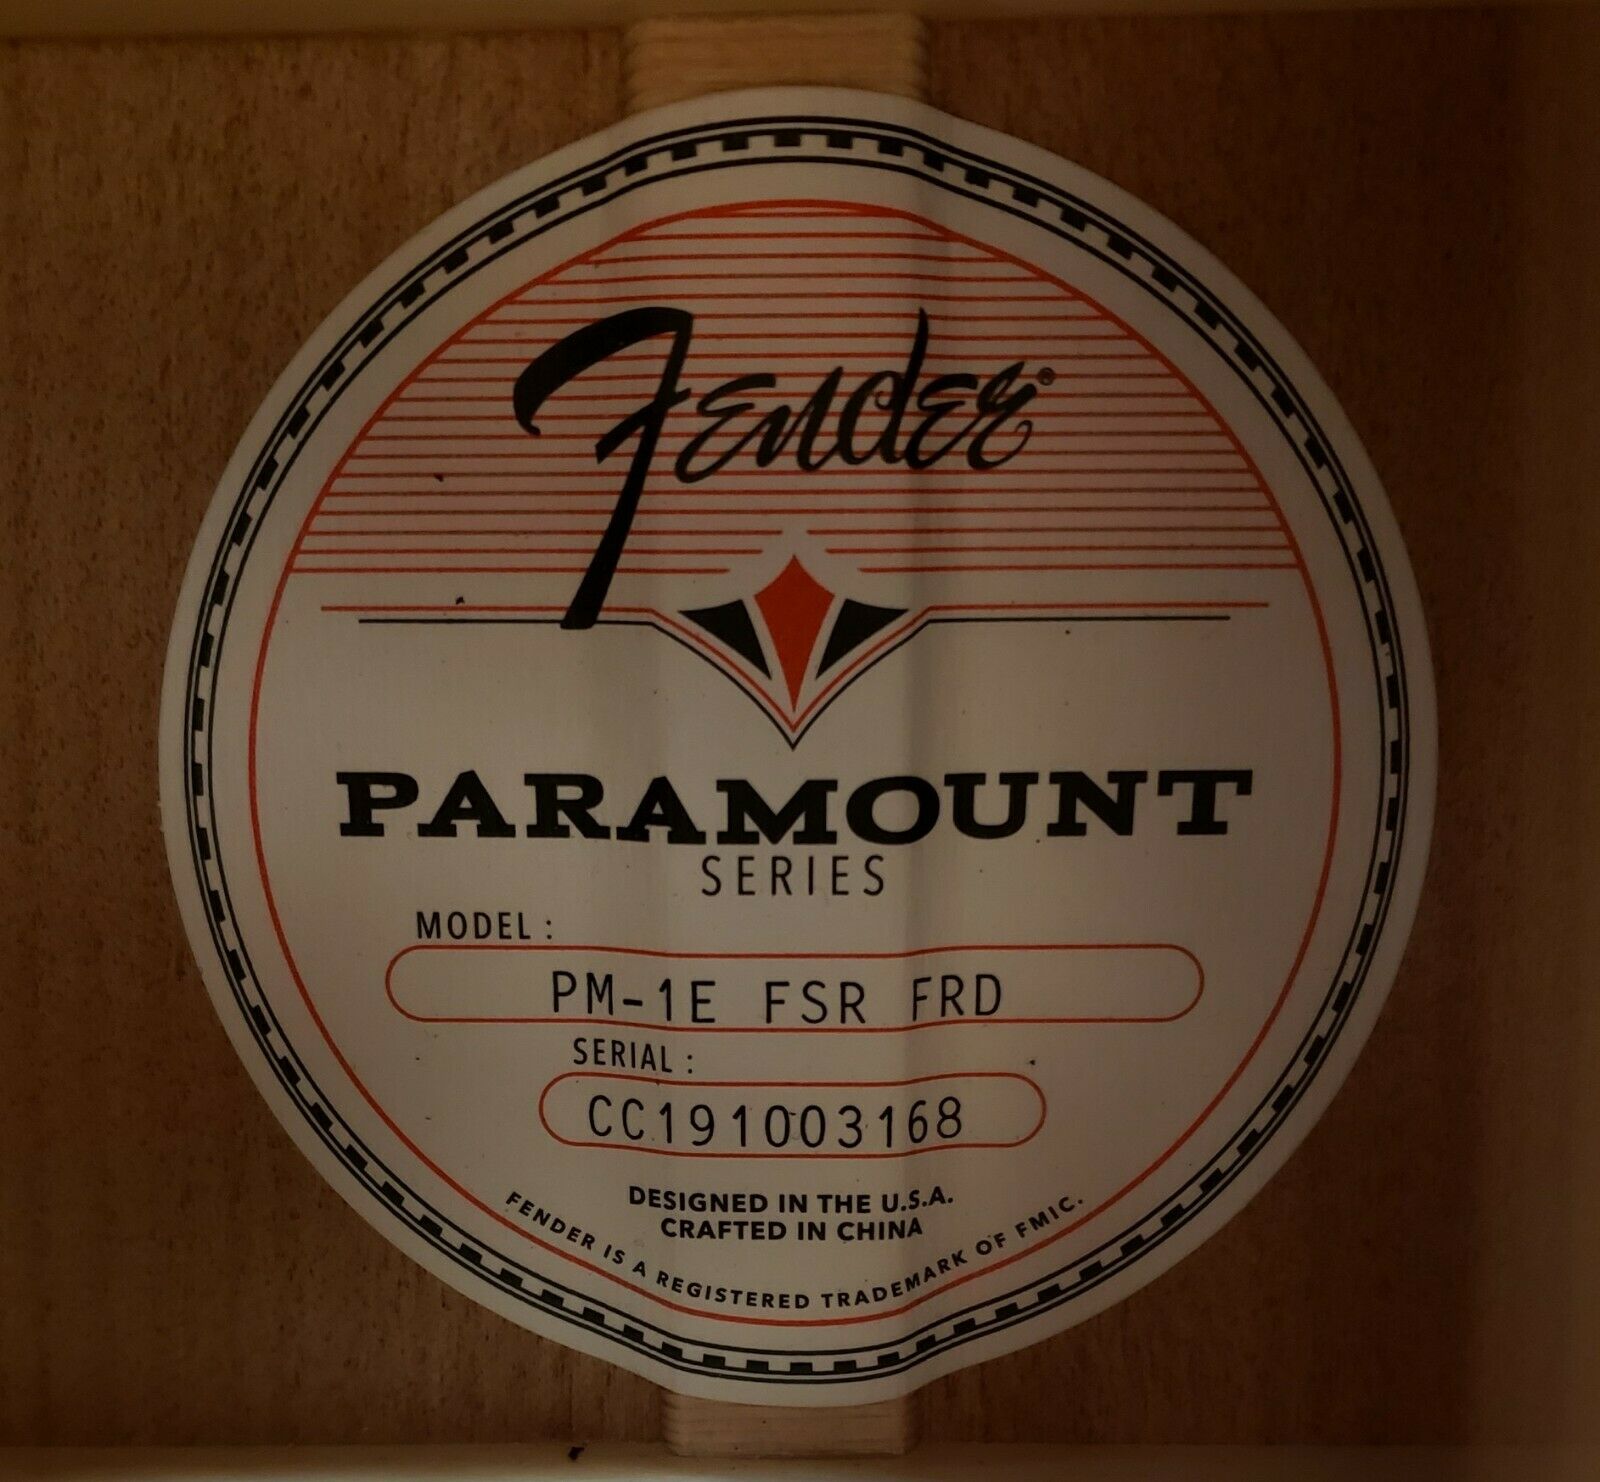 Fender®
PARAMOUNT
SERIES
MODEL :
PM-1E FSR FRD
SERIAL :
CC191003168
DESIGNED IN THE U.S.A.
CRAFTED IN CHINA
FENDER IS A REGISTERED TRADEMARK OF FMIC.